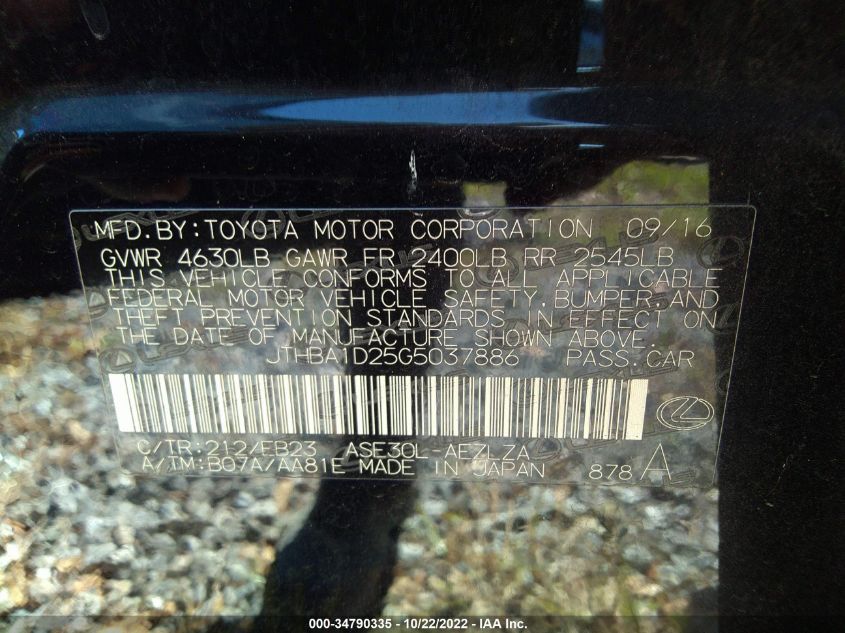 MFD.BY:TOYOTA MOTOR CORPORATION 09/16
GVWR 4630LB GAWR FR 2400LB RR 2545LB
THIS VEHICLE CONFORMS TO ALL APPLICABLE
FEDERAL MOTOR VEHICLE SAFETY, BUMPER, AND
THEFT PREVENTION STANDARDS IN EFFECT ON
THE DATE OF MANUFACTURE SHOWN ABOVE.
JTHBA1D25G5037886 PASS.CAR
C/TR:212/EB23 ASE30L-AEZLZA
A/TM:B07A/AA81E MADE IN JAPAN 878 A
000-34790335 - 10/22/2022 - IAA Inc.